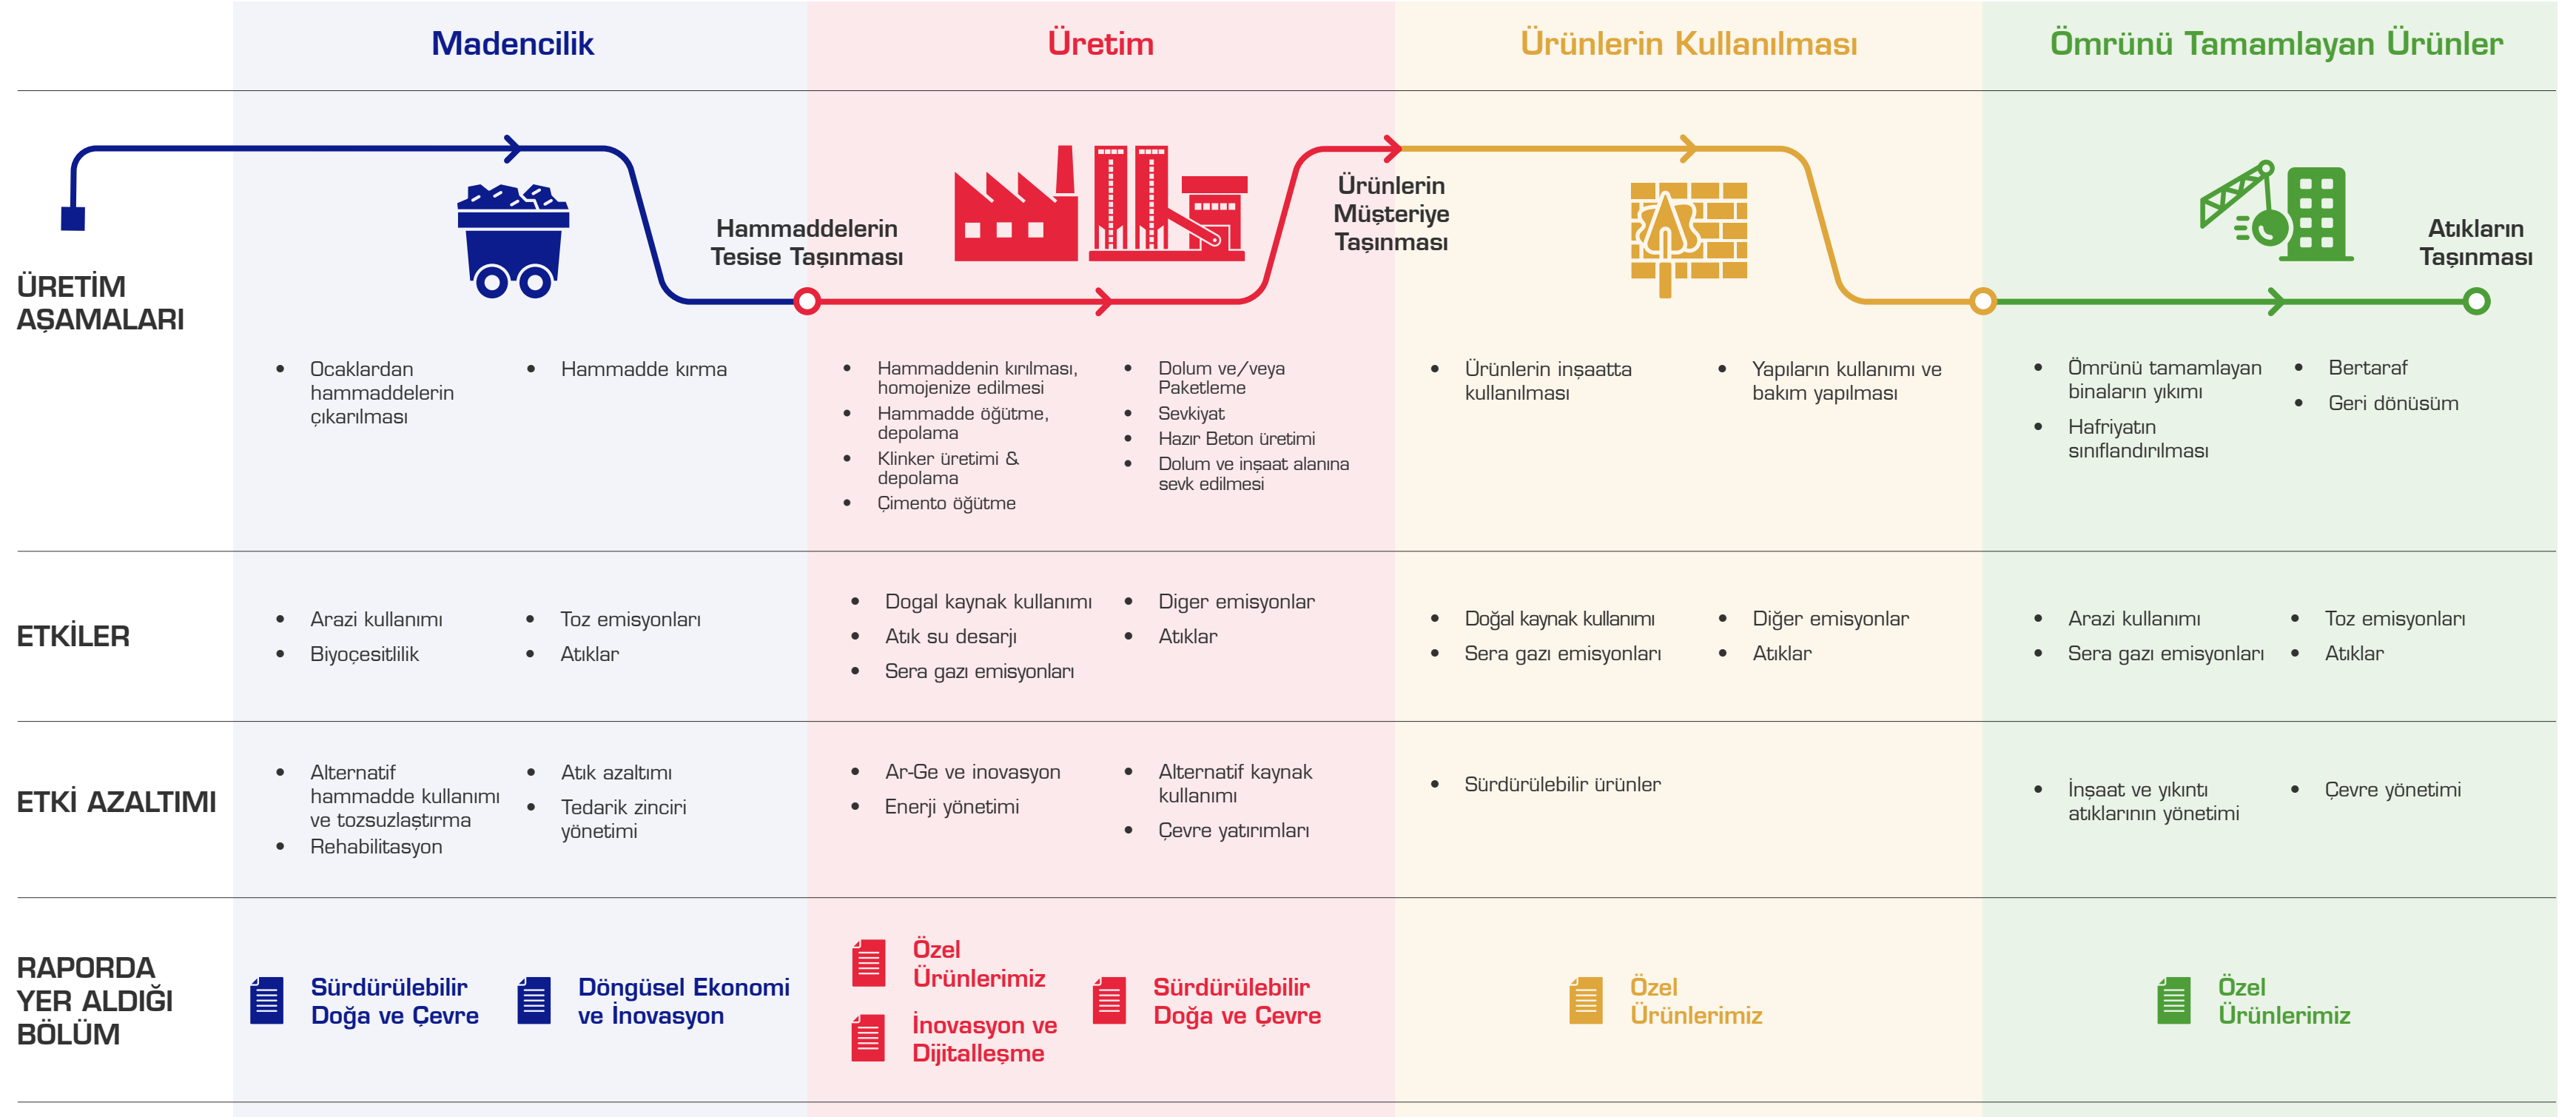 Madencilik
Üretim
Ürünlerin Kullanılması
Ömrünü Tamamlayan Ürünler
ÜRETİM
AŞAMALARI
Hammaddelerin
Tesise Taşınması
Ürünlerin
Müşteriye
Taşınması
Atıkların
Taşınması
• Ocaklardan
hammaddelerin
çıkarılması
• Hammadde kırma
• Hammaddenin kırılması,
homojenize edilmesi
• Hammadde öğütme,
depolama
• Klinker üretimi &
depolama
• Çimento öğütme
• Dolum ve/veya
Paketleme
• Sevkiyat
• Hazır Beton üretimi
• Dolum ve inşaat alanına
sevk edilmesi
• Ürünlerin inşaatta
kullanılması
• Yapıların kullanımı ve
bakım yapılması
• Ömrünü tamamlayan
binaların yıkımı
• Hafriyatın
sınıflandırılması
• Bertaraf
• Geri dönüsüm
ETKİLER
• Arazi kullanımı
• Biyoçesitlilik
• Toz emisyonları
• Atıklar
• Dogal kaynak kullanımı
• Atık su desarjı
• Sera gazı emisyonları
• Diger emisyonlar
• Atıklar
• Doğal kaynak kullanımı
• Sera gazı emisyonları
• Diğer emisyonlar
• Atıklar
• Arazi kullanımı
• Sera gazı emisyonları
• Toz emisyonları
• Atıklar
ETKİ AZALTIMI
• Alternatif
hammadde kullanımı
ve tozsuzlaştırma
• Rehabilitasyon
• Atık azaltımı
• Tedarik zinciri
yönetimi
• Ar-Ge ve inovasyon
• Enerji yönetimi
• Alternatif kaynak
kullanımı
• Çevre yatırımları
• Sürdürülebilir ürünler
• İnşaat ve yıkıntı
atıklarının yönetimi
• Çevre yönetimi
RAPORDA
YER ALDIĞI
BÖLÜM
Sürdürülebilir
Doğa ve Çevre
Döngüsel Ekonomi
ve İnovasyon
Özel
Ürünlerimiz
İnovasyon ve
Dijitalleşme
Sürdürülebilir
Doğa ve Çevre
Özel
Ürünlerimiz
Özel
Ürünlerimiz